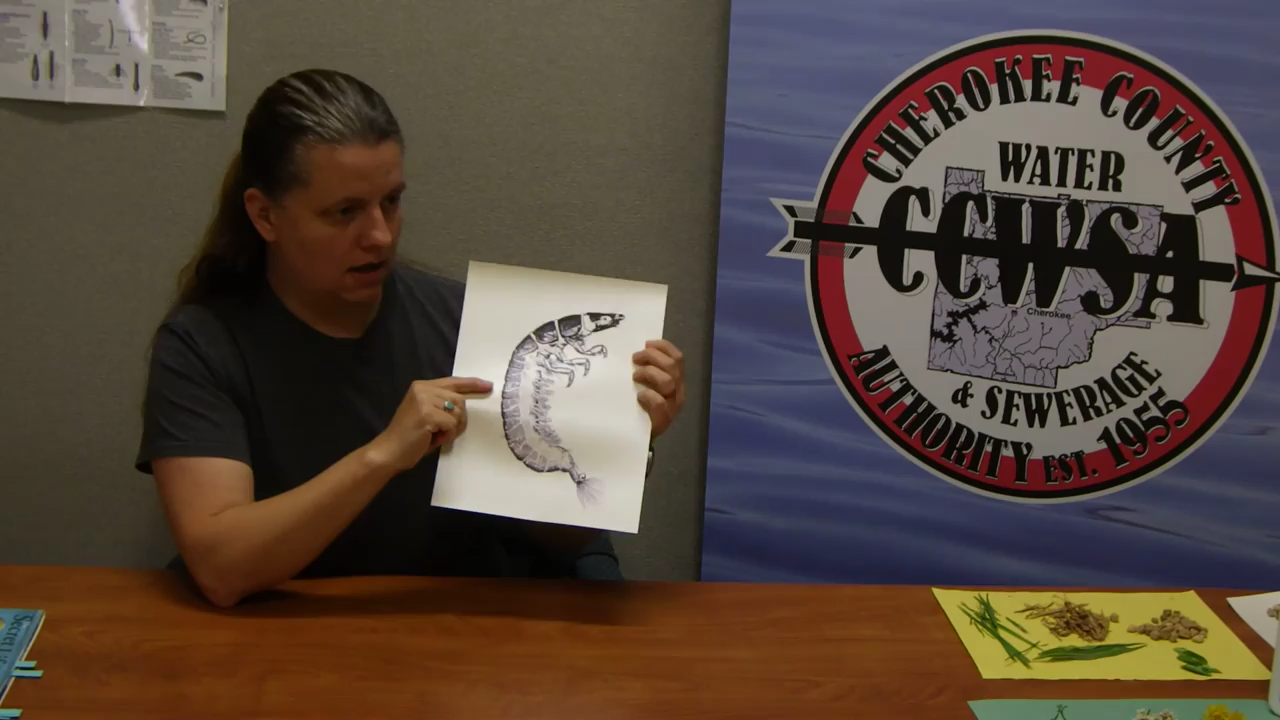 CHEROKEE COUNTY
WATER
CCWSA
Cherokee
& SEWERAGE
AUTHORITY EST. 1955